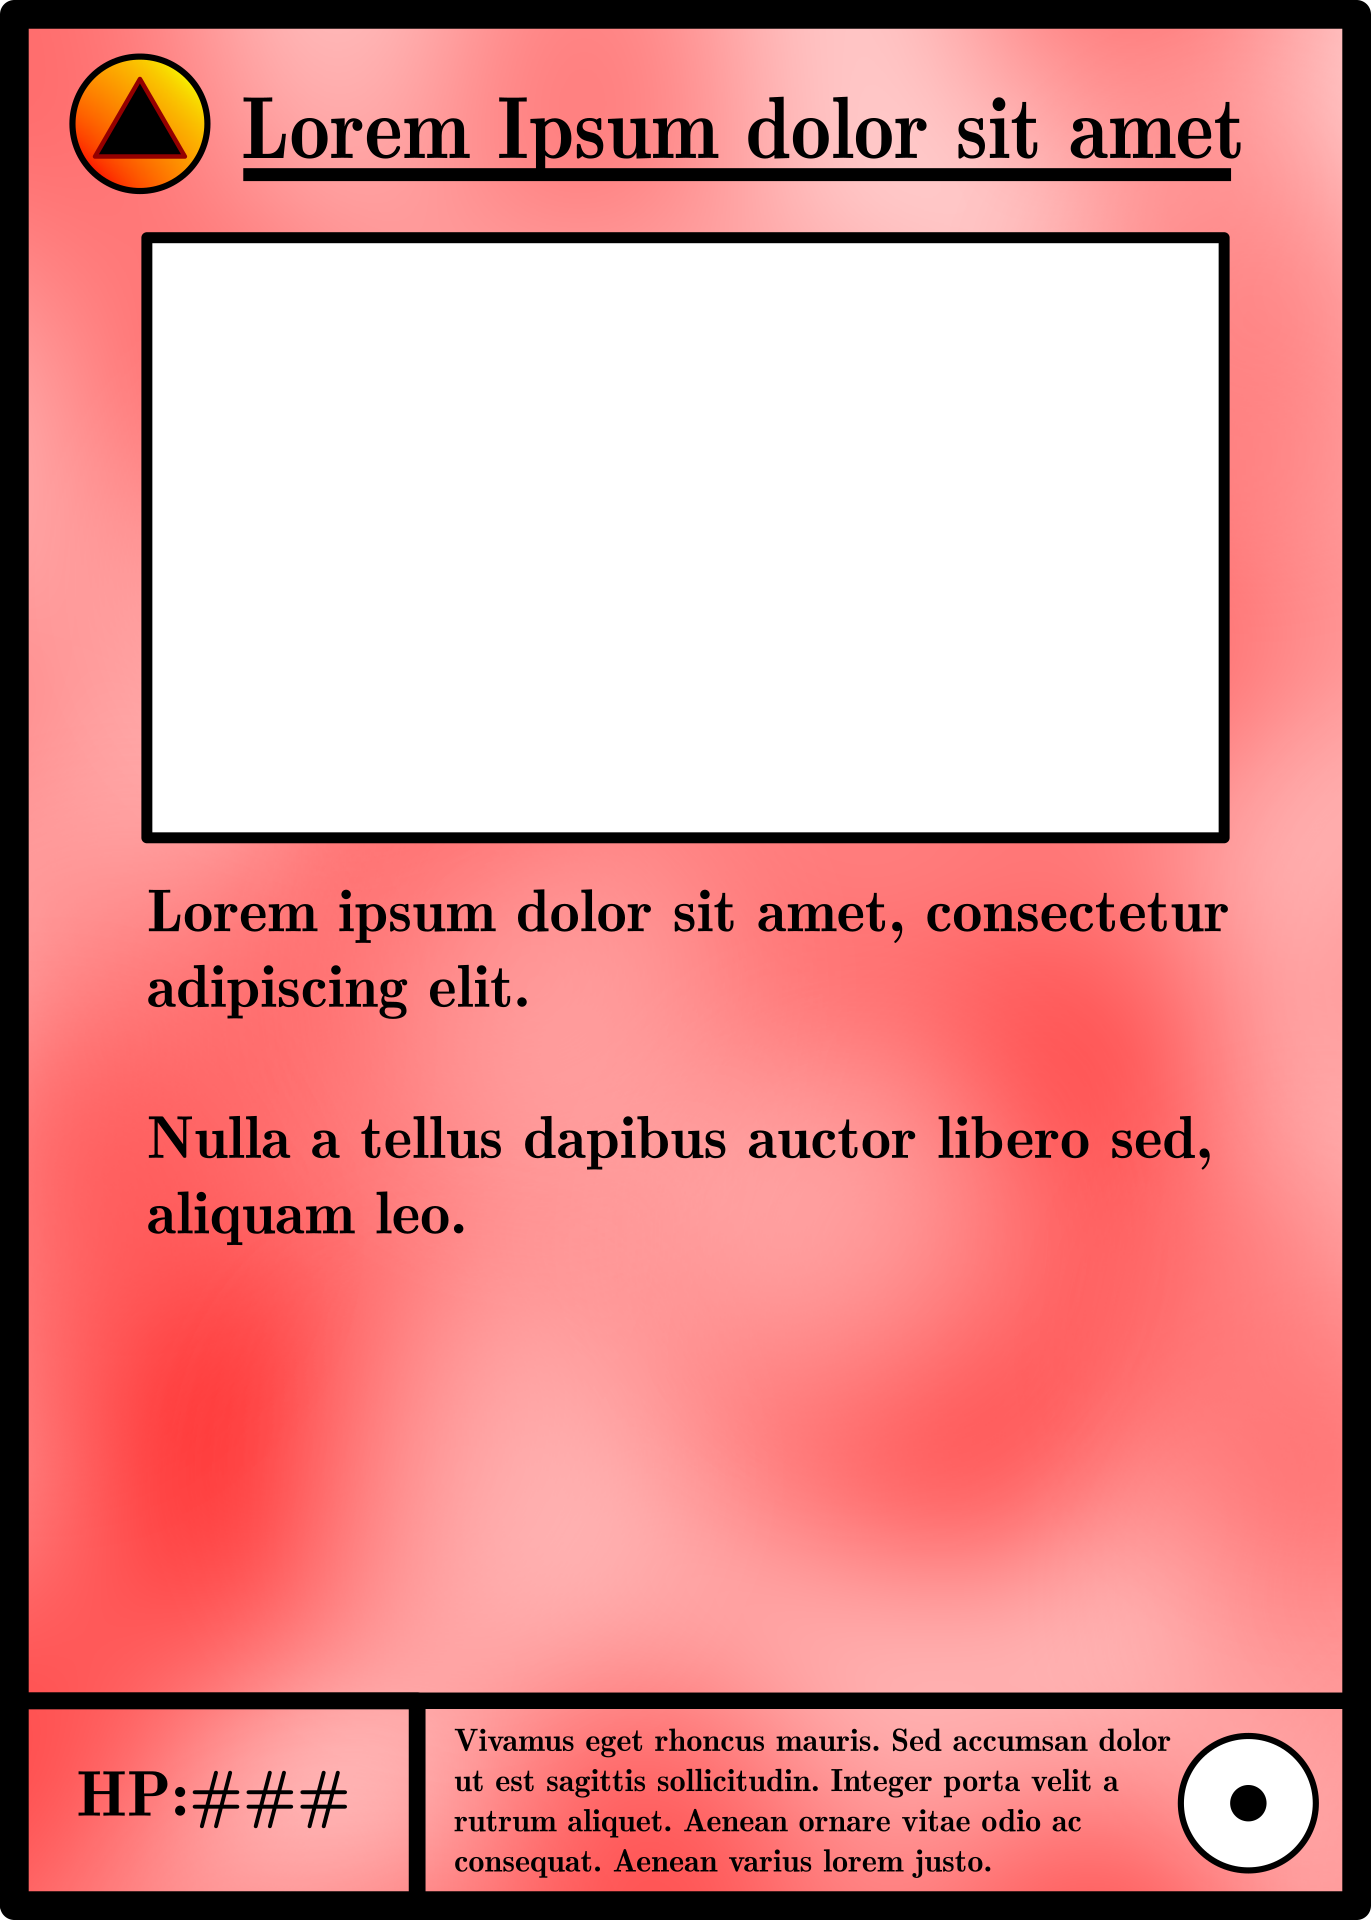 Lorem Ipsum dolor sit amet
Lorem ipsum dolor sit amet, consectetur
adipiscing elit.
Nulla a tellus dapibus auctor libero sed,
aliquam leo.
HP:###
Vivamus eget rhoncus mauris. Sed accumsan dolor
ut est sagittis sollicitudin. Integer porta velit a
rutrum aliquet. Aenean ornare vitae odio ac
consequat. Aenean varius lorem justo.